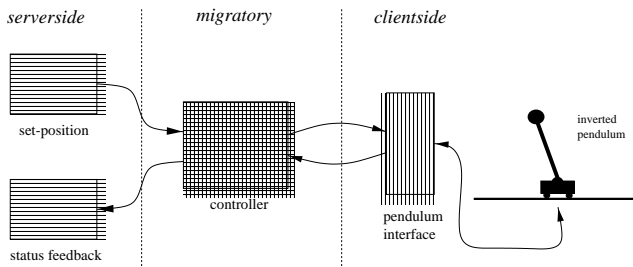 serverside
migratory
clientside
set-position
controller
status feedback
pendulum
interface
inverted
pendulum